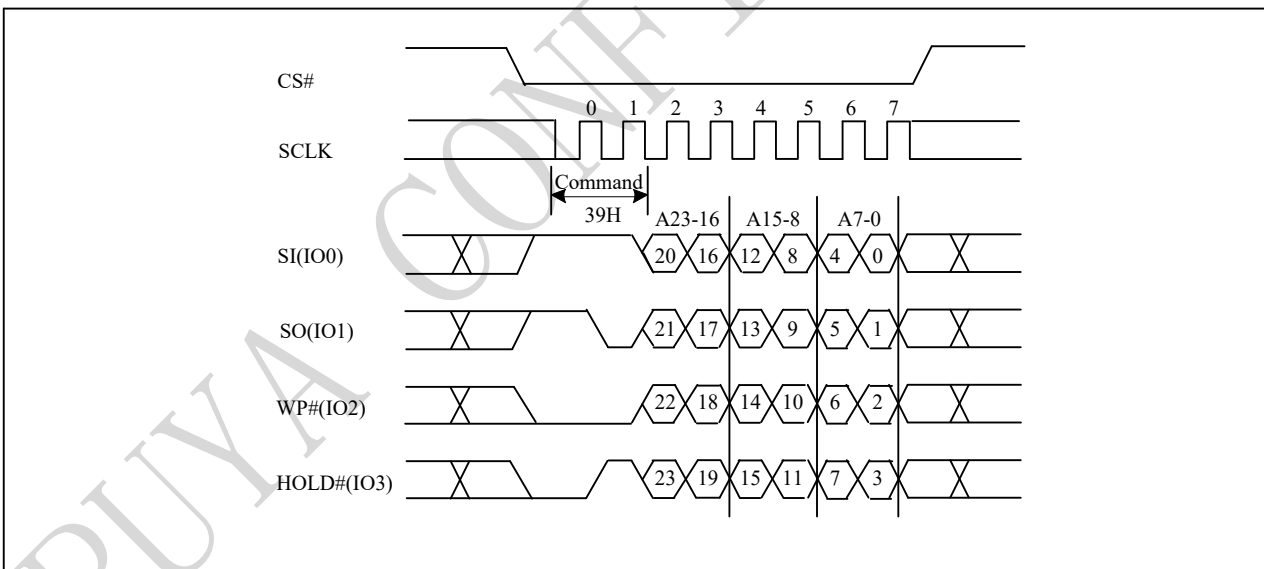 PUYA CONF
CS#
0 1 2 3 4 5 6 7
SCLK
Command
39H
A23-16 A15-8 A7-0
SI(IO0) 20 16 12 8 4 0
SO(IO1) 21 17 13 9 5 1
WP#(IO2) 22 18 14 10 6 2
HOLD#(IO3) 23 19 15 11 7 3